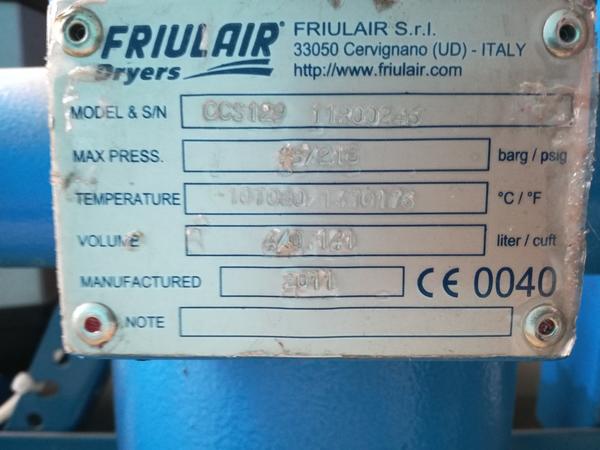 FRIULAIR
Dryers
FRIULAIR S.r.l.
33050 Cervignano (UD) - ITALY
http://www.friulair.com
MODEL & S/N CCS129
MAX PRESS. barg / psig
TEMPERATURE °C / °F
VOLUME liter / cuft
MANUFACTURED 2011 CE 0040
NOTE